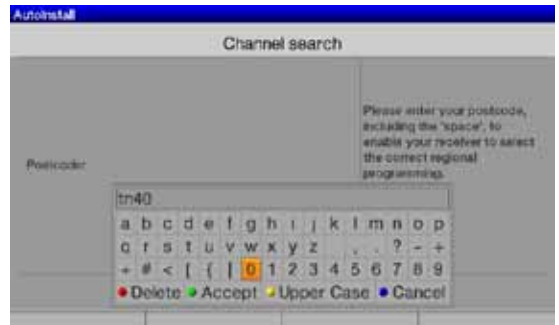 AutoInstall
Channel search
Please enter your postcode,
including the 'space', to
enable your receiver to select
the correct regional
programming.
Postcode:
tn40
a b c d e f g h i j k l m n o p
q r s t u v w x y z , . ? - +
# < [ { [ 0 1 2 3 4 5 6 7 8 9
Delete Accept Upper Case Cancel